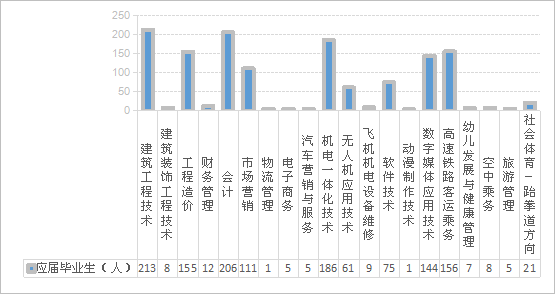 250
200
150
100
50
0
建筑工程技术
建筑装饰工程技术
工程造价
财务管理
会计
市场营销
物流管理
电子商务
汽车营销与服务
机电一体化技术
无人机应用技术
飞机机电设备维修
软件技术
动漫制作技术
数字媒体应用技术
高速铁路客运乘务
幼儿发展与健康管理
空中乘务
旅游管理
社会体育-跆拳道方向
应届毕业生（人） 213 8 155 12 206 111 1 5 5 186 61 9 75 1 144 156 7 8 5 21